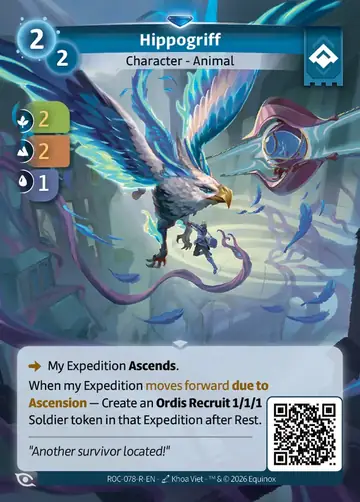 2
2
Hippogriff
Character - Animal
2
2
1
My Expedition Ascends.
When my Expedition moves forward due to
Ascension — Create an Ordis Recruit 1/1/1
Soldier token in that Expedition after Rest.
"Another survivor located!"
ROC-078-R-EN - Khoa Viet - ™ & © 2026 Equinox